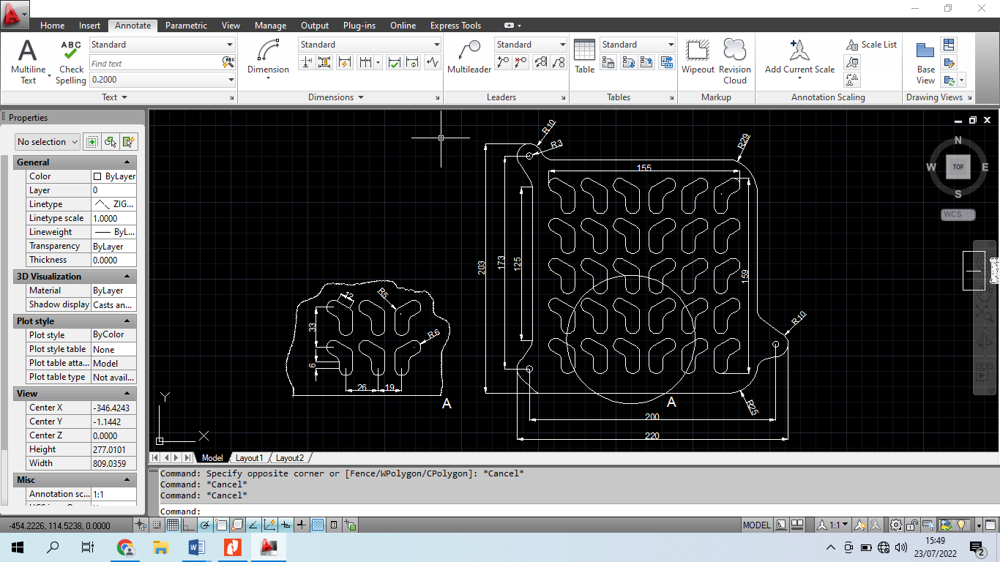 Home Insert Annotate Parametric View Manage Output Plug-ins Online Express Tools
Multiline Text
ABC
Check Spelling
Standard
Find text
0.2000
Text
Dimension
Standard
Dimensions
Multileader
Standard
Leaders
Table
Standard
Tables
Wipeout
Revision Cloud
Markup
Add Current Scale
Scale List
Annotation Scaling
Base View
Drawing Views
Properties
No selection
General
Color ByLayer
Layer 0
Linetype ZIG...
Linetype scale 1.0000
Lineweight ByL...
Transparency ByLayer
Thickness 0.0000
3D Visualization
Material ByLayer
Shadow display Casts an...
Plot style
Plot style ByColor
Plot style table None
Plot table atta... Model
Plot table type Not avail...
View
Center X -346.4243
Center Y -1.1442
Center Z 0.0000
Height 277.0101
Width 809.0359
Misc
Annotation sc... 1:1
R10
R3
R29
155
203
173
125
159
R10
R25
A
200
220
12
R5
33
R6
6
26
19
A
Y
X
N
W
TOP
E
S
WCS
Model Layout1 Layout2
Command: Specify opposite corner or [Fence/WPolygon/CPolygon]: *Cancel*
Command: *Cancel*
Command: *Cancel*
Command:
-454.2226, 114.5238, 0.0000
MODEL
1:1
15:49
23/07/2022
2